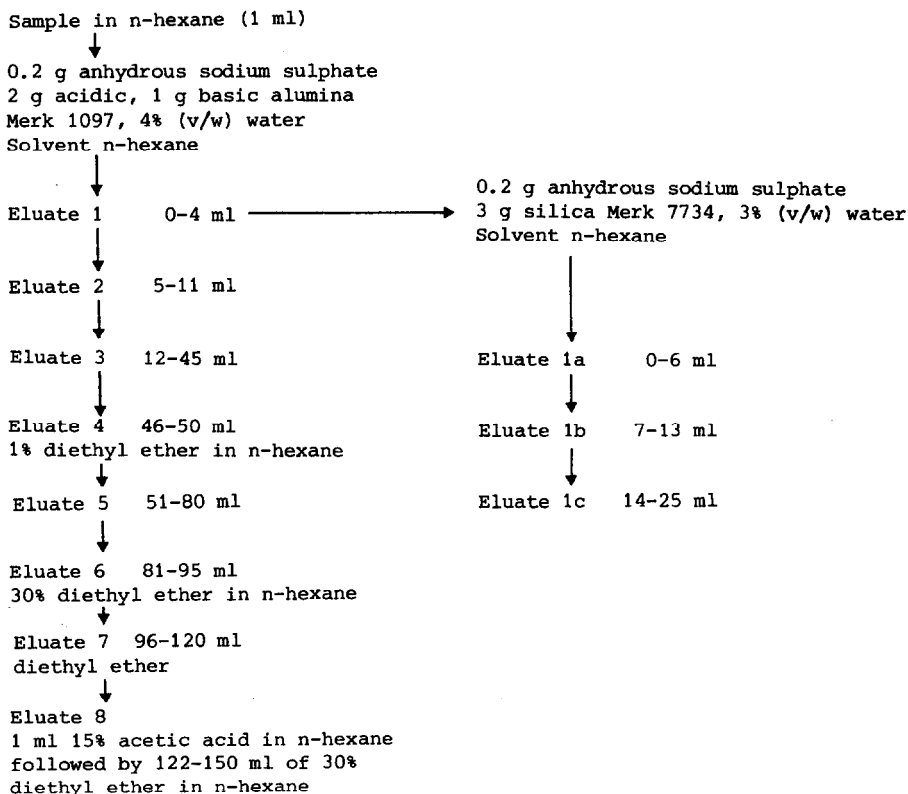 Sample in n-hexane (1 ml)
0.2 g anhydrous sodium sulphate
2 g acidic, 1 g basic alumina
Merk 1097, 4% (v/w) water
Solvent n-hexane
Eluate 1 0-4 ml
Eluate 2 5-11 ml
Eluate 3 12-45 ml
Eluate 4 46-50 ml
1% diethyl ether in n-hexane
Eluate 5 51-80 ml
Eluate 6 81-95 ml
30% diethyl ether in n-hexane
Eluate 7 96-120 ml
diethyl ether
Eluate 8
1 ml 15% acetic acid in n-hexane
followed by 122-150 ml of 30%
diethyl ether in n-hexane
0.2 g anhydrous sodium sulphate
3 g silica Merk 7734, 3% (v/w) water
Solvent n-hexane
Eluate 1a 0-6 ml
Eluate 1b 7-13 ml
Eluate 1c 14-25 ml